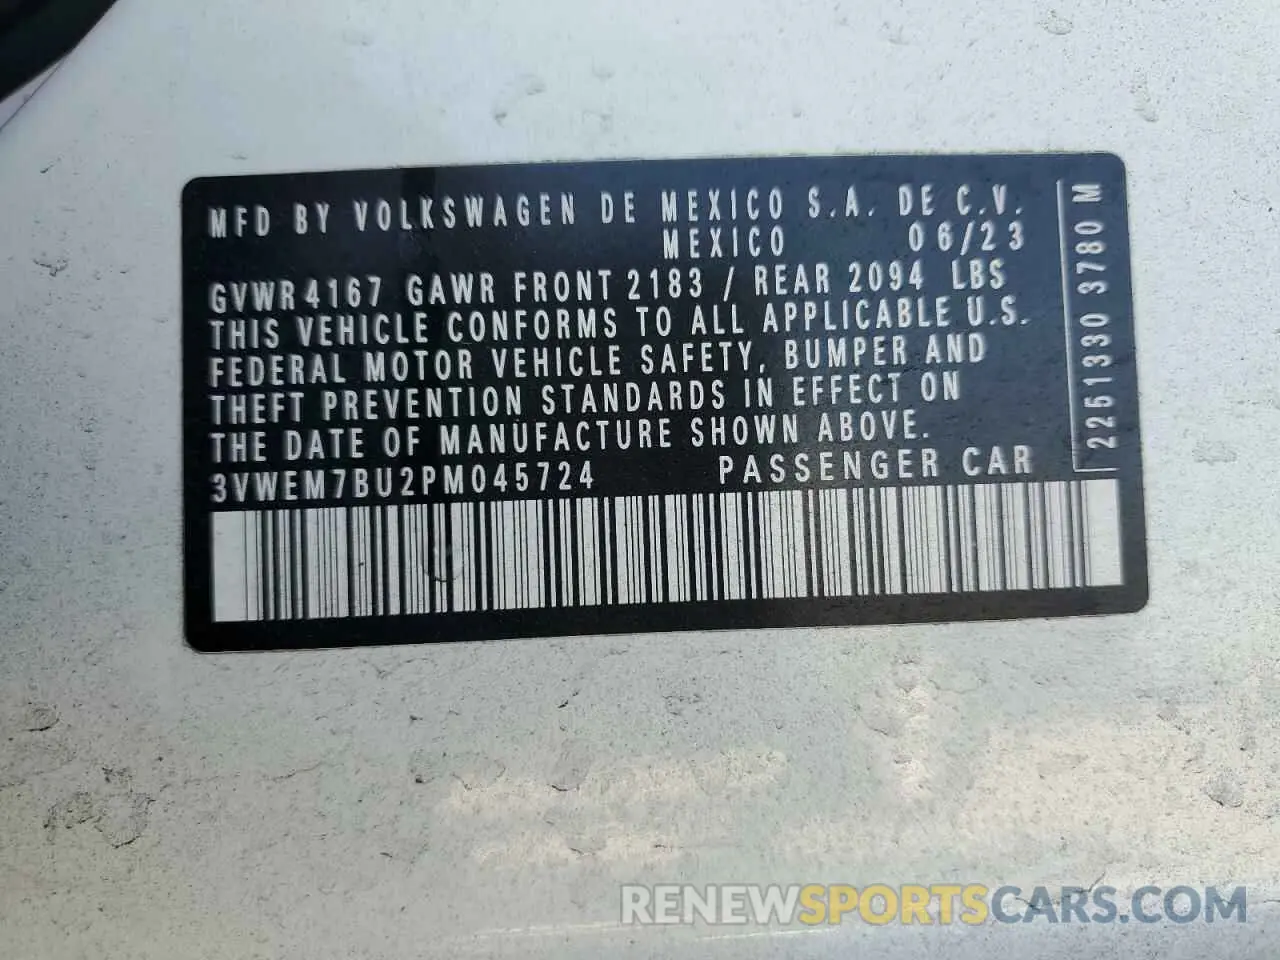 MFD BY VOLKSWAGEN DE MEXICO S.A. DE C.V.
MEXICO 06/23
GVWR 4167 GAWR FRONT 2183 / REAR 2094 LBS
THIS VEHICLE CONFORMS TO ALL APPLICABLE U.S.
FEDERAL MOTOR VEHICLE SAFETY, BUMPER AND
THEFT PREVENTION STANDARDS IN EFFECT ON
THE DATE OF MANUFACTURE SHOWN ABOVE.
3VWEM7BU2PM045724 PASSENGER CAR
2251330 3780 M
RENEWSPORTSCARS.COM